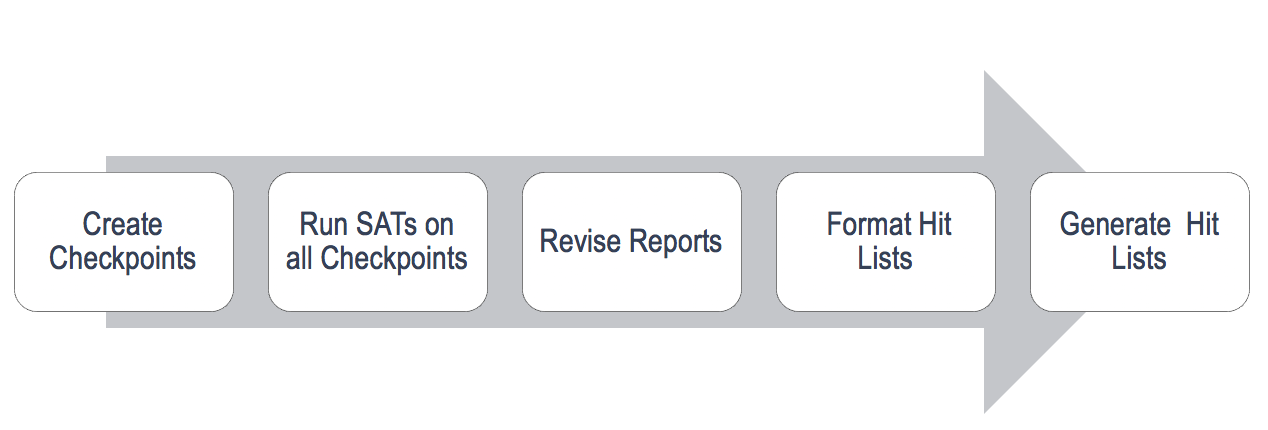 Create
Checkpoints
Run SATs on
all Checkpoints
Revise Reports
Format Hit
Lists
Generate  Hit
Lists